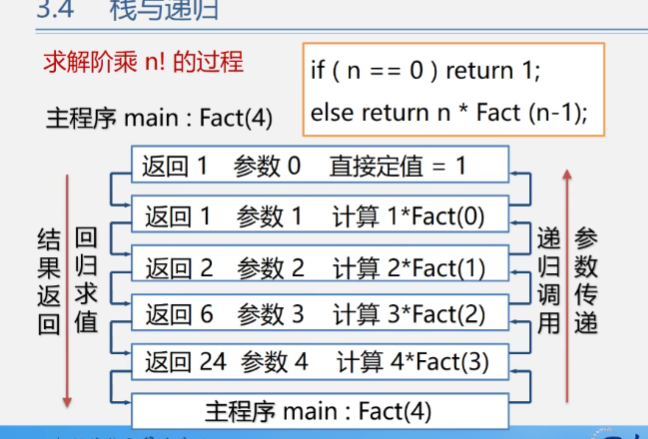 3.4 栈与递归
求解阶乘 n! 的过程
if ( n == 0 ) return 1;
else return n * Fact (n-1);
主程序 main : Fact(4)
返回 1 参数 0 直接定值 = 1
返回 1 参数 1 计算 1*Fact(0)
返回 2 参数 2 计算 2*Fact(1)
返回 6 参数 3 计算 3*Fact(2)
返回 24 参数 4 计算 4*Fact(3)
主程序 main : Fact(4)
结果返回
回归求值
递归调用
参数传递